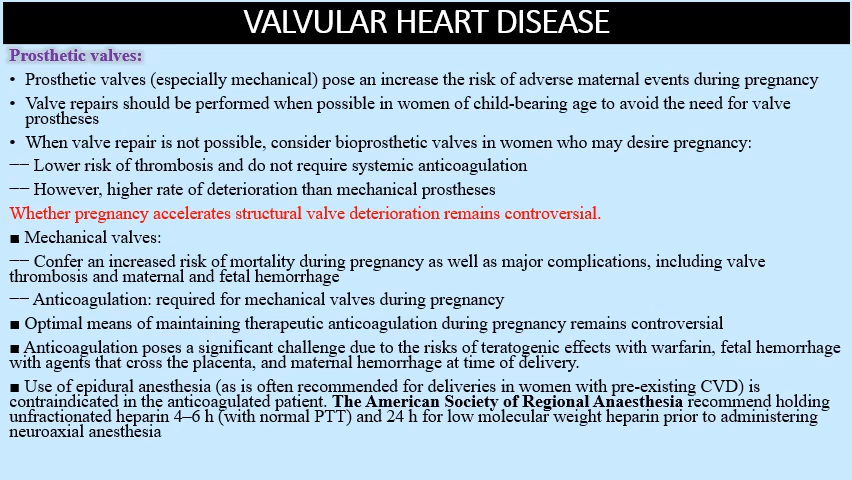 VALVULAR HEART DISEASE
Prosthetic valves:
• Prosthetic valves (especially mechanical) pose an increase the risk of adverse maternal events during pregnancy
• Valve repairs should be performed when possible in women of child-bearing age to avoid the need for valve
prostheses
• When valve repair is not possible, consider bioprosthetic valves in women who may desire pregnancy:
−− Lower risk of thrombosis and do not require systemic anticoagulation
−− However, higher rate of deterioration than mechanical prostheses
Whether pregnancy accelerates structural valve deterioration remains controversial.
■ Mechanical valves:
−− Confer an increased risk of mortality during pregnancy as well as major complications, including valve
thrombosis and maternal and fetal hemorrhage
−− Anticoagulation: required for mechanical valves during pregnancy
■ Optimal means of maintaining therapeutic anticoagulation during pregnancy remains controversial
■ Anticoagulation poses a significant challenge due to the risks of teratogenic effects with warfarin, fetal hemorrhage
with agents that cross the placenta, and maternal hemorrhage at time of delivery.
■ Use of epidural anesthesia (as is often recommended for deliveries in women with pre-existing CVD) is
contraindicated in the anticoagulated patient. The American Society of Regional Anaesthesia recommend holding
unfractionated heparin 4–6 h (with normal PTT) and 24 h for low molecular weight heparin prior to administering
neuroaxial anesthesia